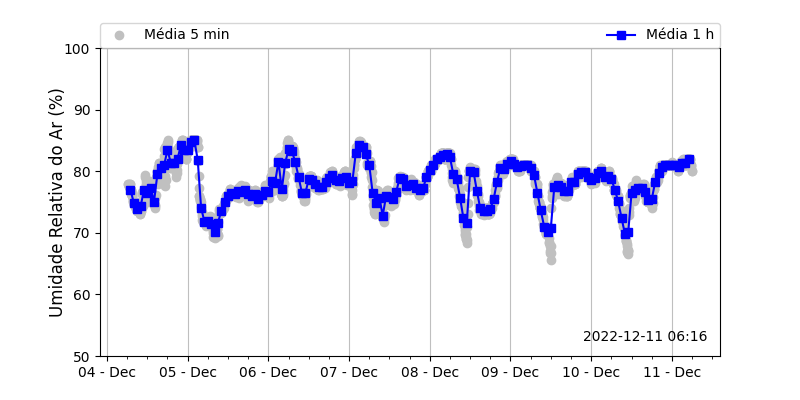 Média 5 min
Média 1 h
100
90
80
70
60
50
Umidade Relativa do Ar (%)
2022-12-11 06:16
04 - Dec
05 - Dec
06 - Dec
07 - Dec
08 - Dec
09 - Dec
10 - Dec
11 - Dec